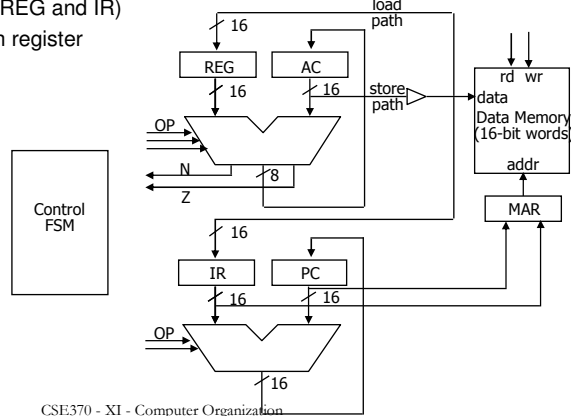 REG and IR)
register
load
path
16
REG
AC
16
16
store
path
rd wr
data
Data Memory
(16-bit words)
addr
OP
N
8
Z
MAR
Control
FSM
16
IR
PC
16
16
OP
16
CSE370 - XI - Computer Organization